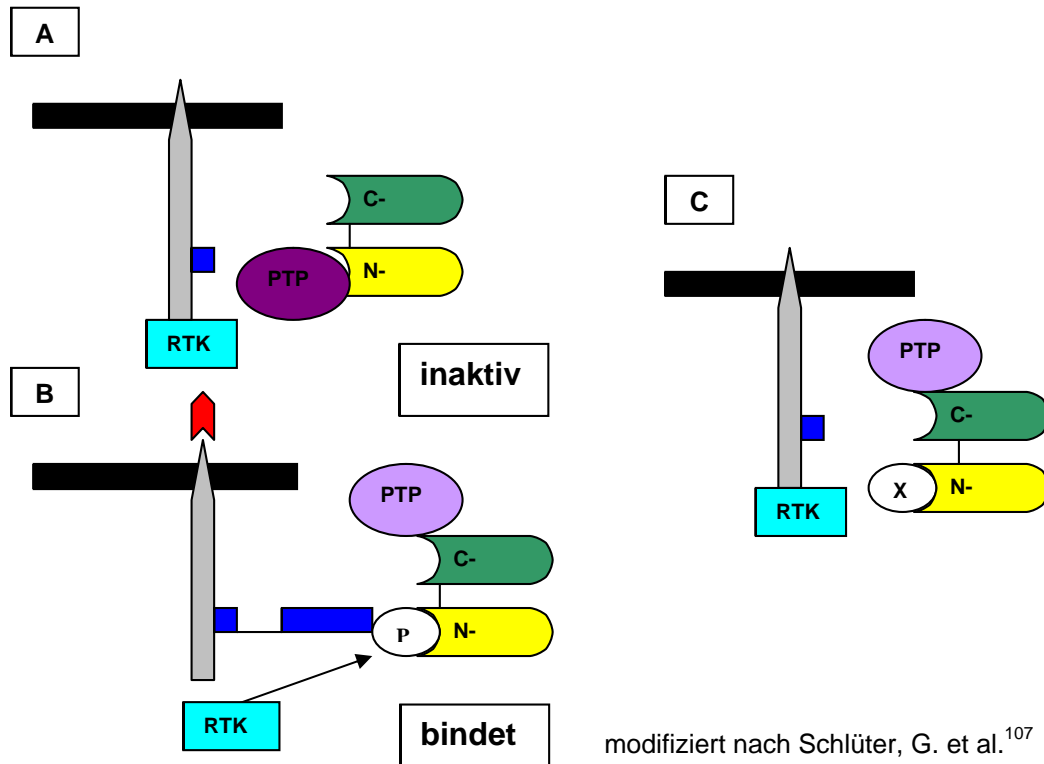 A
C-
PTP
N-
RTK
inaktiv
B
PTP
C-
P
N-
RTK
bindet
C
PTP
C-
X
N-
RTK
modifiziert nach Schlüter, G. et al.107